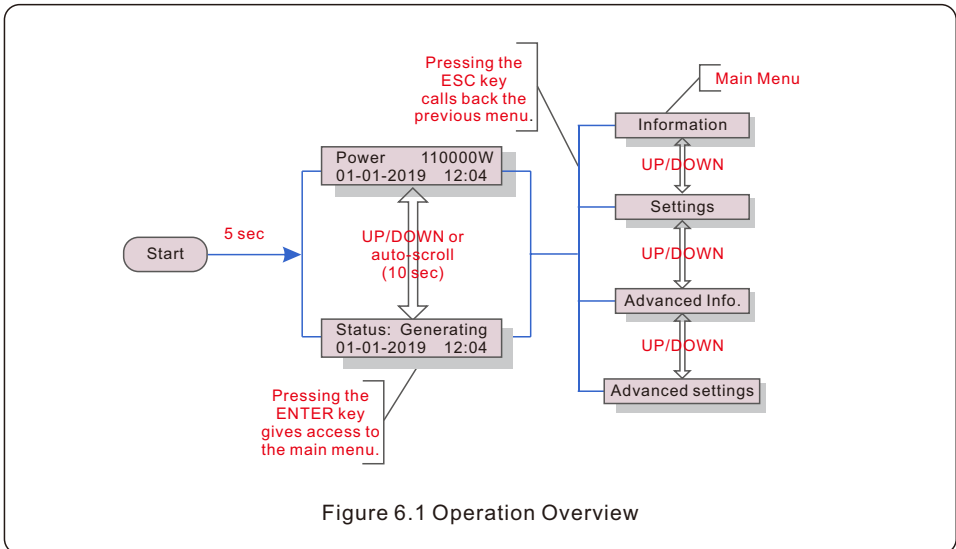 Pressing the
ESC key
calls back the
previous menu.
Main Menu
Information
UP/DOWN
Settings
UP/DOWN
Advanced Info.
UP/DOWN
Advanced settings
Power 110000W
01-01-2019 12:04
5 sec
Start
UP/DOWN or
auto-scroll
(10 sec)
Status: Generating
01-01-2019 12:04
Pressing the
ENTER key
gives access to
the main menu.
Figure 6.1 Operation Overview